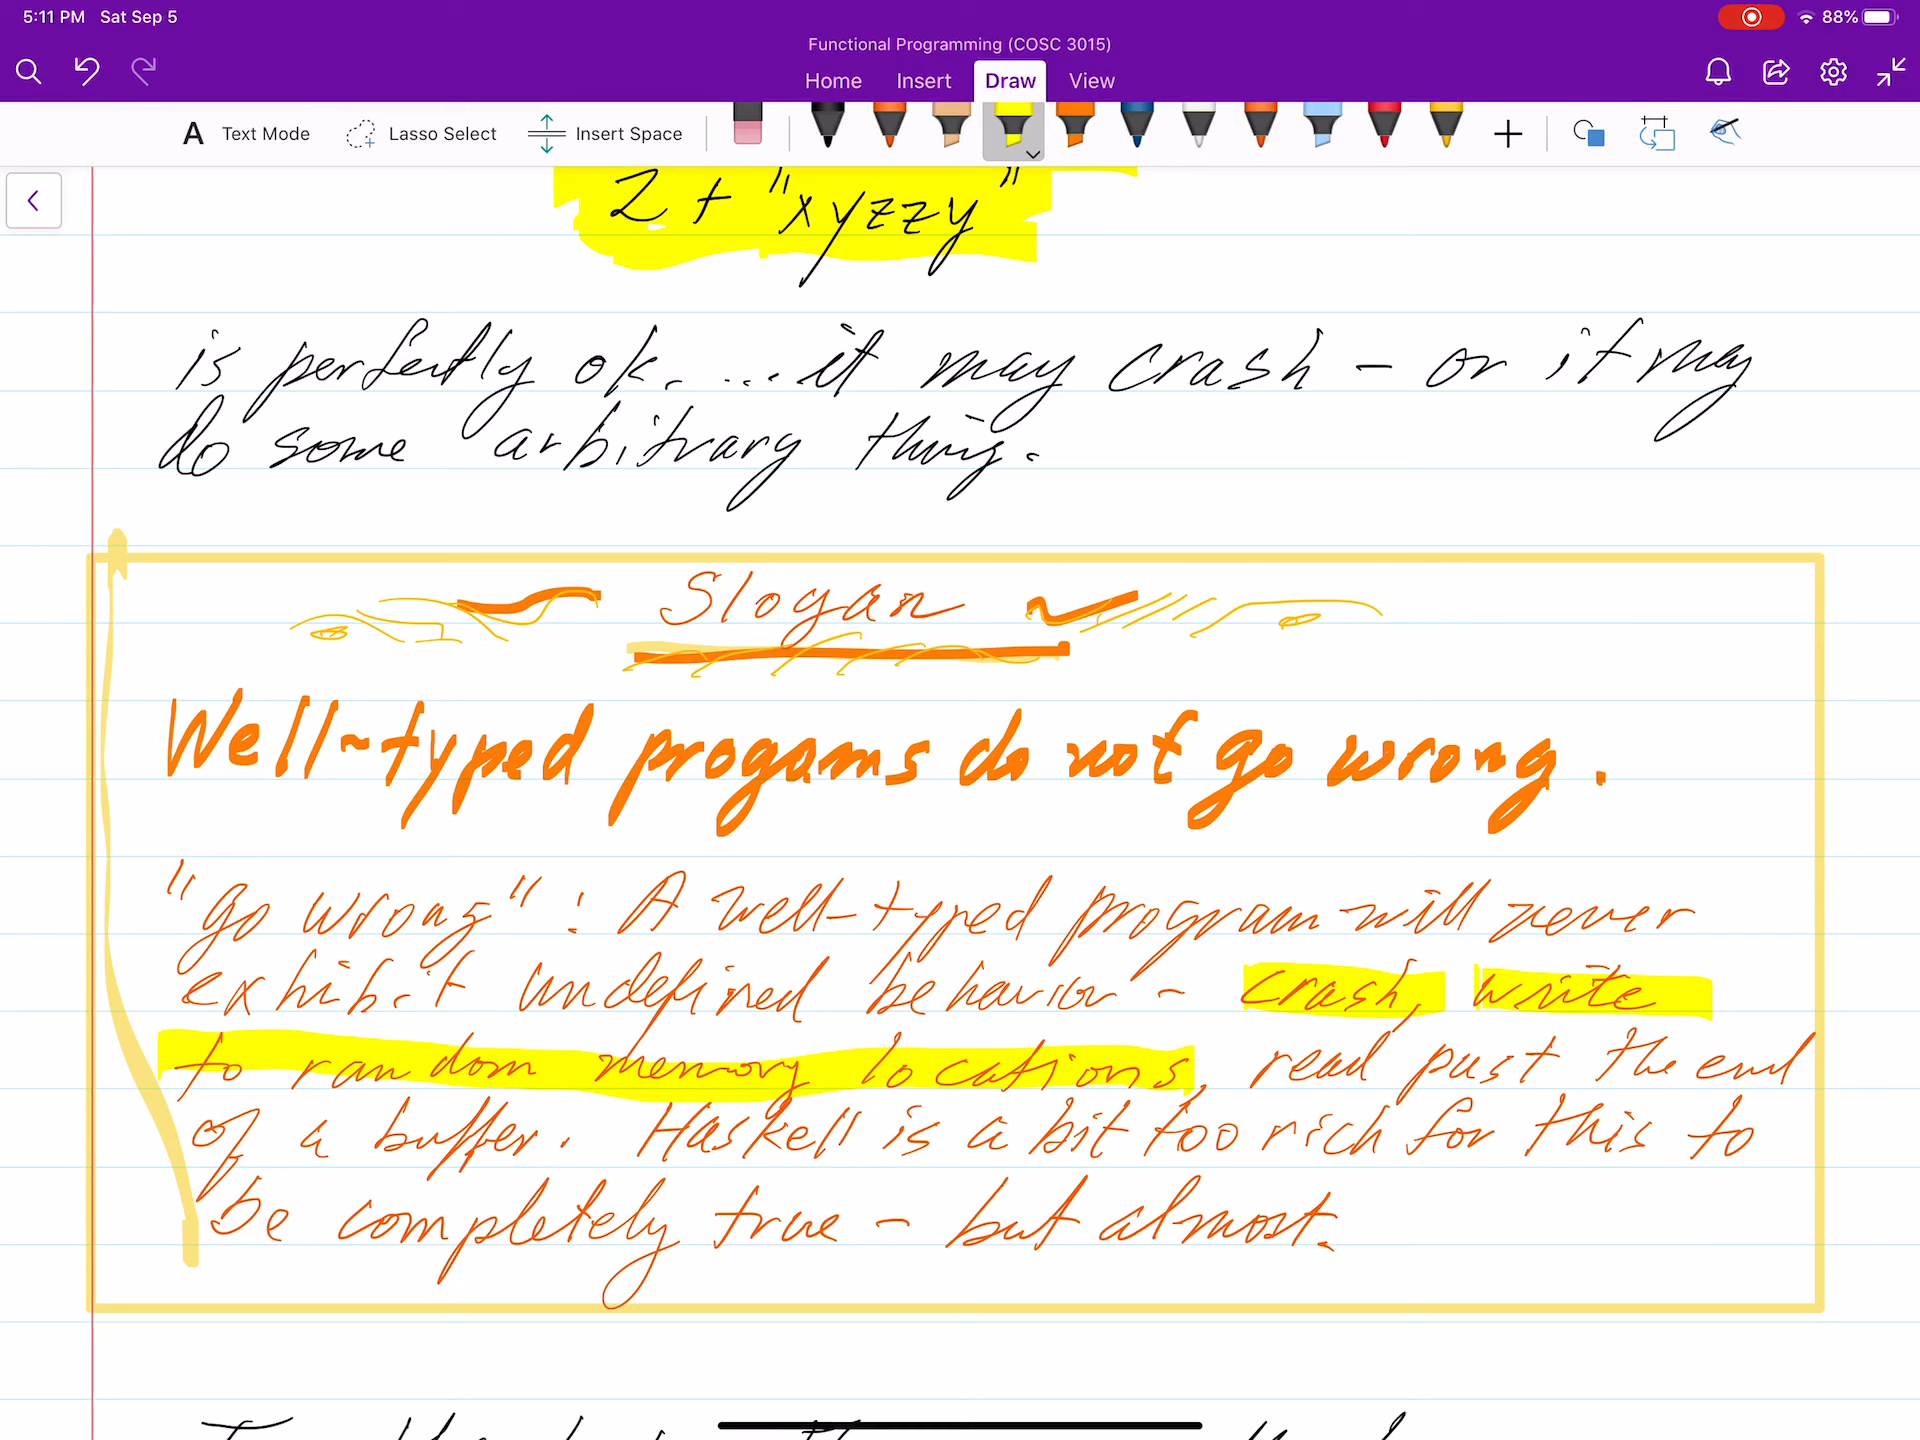 5:11 PM Sat Sep 5
88%
Functional Programming (COSC 3015)
Home Insert Draw View
A Text Mode Lasso Select Insert Space
2 + "xyzzy"
is perfectly ok. ... it may crash - or it may
do some arbitrary thing.
Slogan
Well-typed progams do not go wrong.
"go wrong" : A well-typed program will never
exhibit undefined behavior - crash, write
to random memory locations, read past the end
of a buffer. Haskell is a bit too rich for this to
be completely true - but almost.